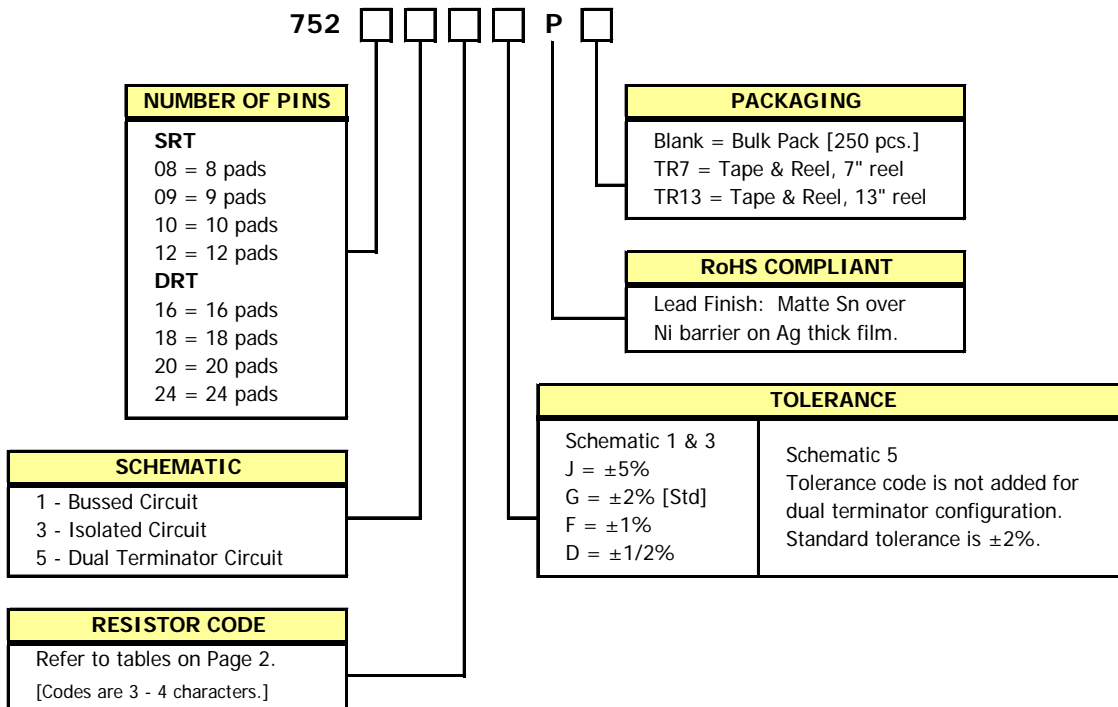 752 P
NUMBER OF PINS
SRT
08 = 8 pads
09 = 9 pads
10 = 10 pads
12 = 12 pads
DRT
16 = 16 pads
18 = 18 pads
20 = 20 pads
24 = 24 pads
PACKAGING
Blank = Bulk Pack [250 pcs.]
TR7 = Tape & Reel, 7" reel
TR13 = Tape & Reel, 13" reel
RoHS COMPLIANT
Lead Finish: Matte Sn over
Ni barrier on Ag thick film.
TOLERANCE
Schematic 1 & 3
J = ±5%
G = ±2% [Std]
F = ±1%
D = ±1/2%
Schematic 5
Tolerance code is not added for
dual terminator configuration.
Standard tolerance is ±2%.
SCHEMATIC
1 - Bussed Circuit
3 - Isolated Circuit
5 - Dual Terminator Circuit
RESISTOR CODE
Refer to tables on Page 2.
[Codes are 3 - 4 characters.]